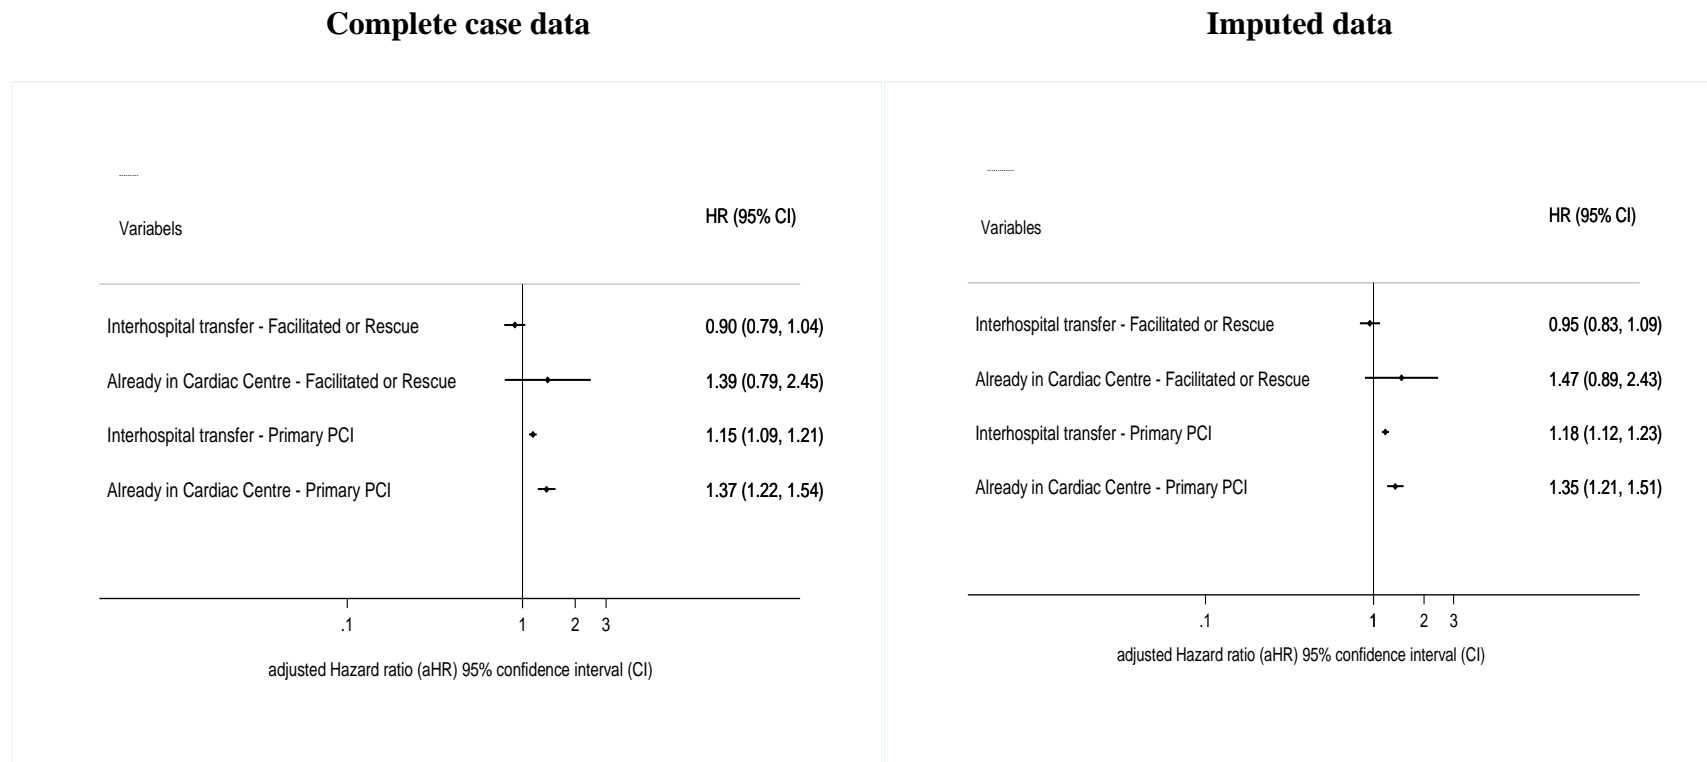 Complete case data
Variabels
HR (95% CI)
Interhospital transfer - Facilitated or Rescue
0.90 (0.79, 1.04)
Already in Cardiac Centre - Facilitated or Rescue
1.39 (0.79, 2.45)
Interhospital transfer - Primary PCI
1.15 (1.09, 1.21)
Already in Cardiac Centre - Primary PCI
1.37 (1.22, 1.54)
.1
1
2
3
adjusted Hazard ratio (aHR) 95% confidence interval (CI)
Imputed data
Variables
HR (95% CI)
Interhospital transfer - Facilitated or Rescue
0.95 (0.83, 1.09)
Already in Cardiac Centre - Facilitated or Rescue
1.47 (0.89, 2.43)
Interhospital transfer - Primary PCI
1.18 (1.12, 1.23)
Already in Cardiac Centre - Primary PCI
1.35 (1.21, 1.51)
.1
1
2
3
adjusted Hazard ratio (aHR) 95% confidence interval (CI)